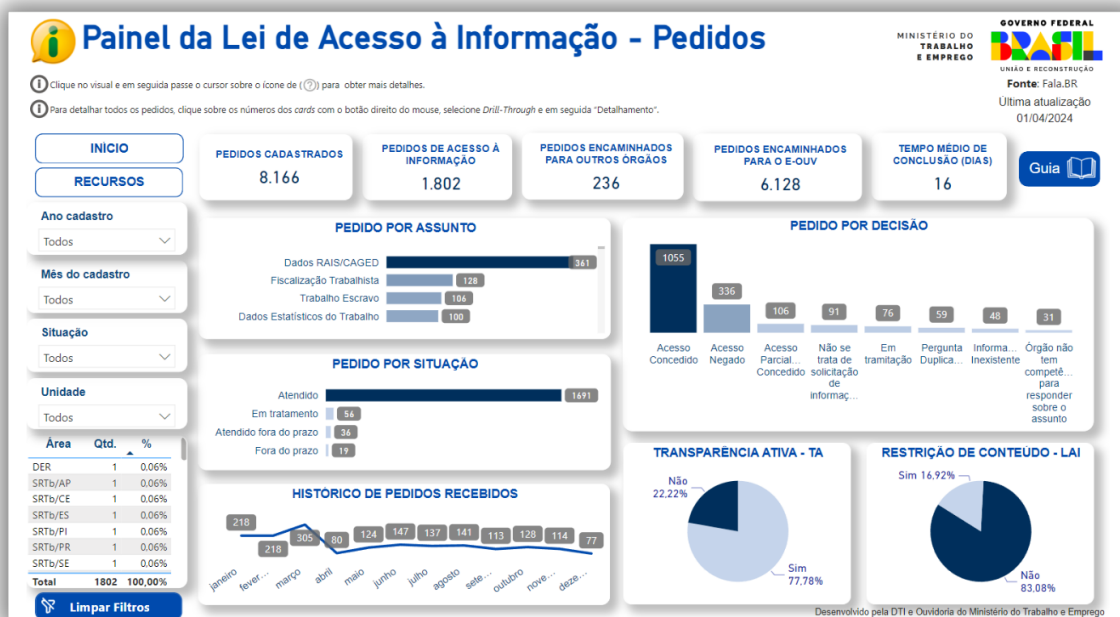 Painel da Lei de Acesso à Informação - Pedidos
MINISTÉRIO DO
TRABALHO
E EMPREGO
GOVERNO FEDERAL
BRASIL
UNIÃO E RECONSTRUÇÃO
Fonte: Fala.BR
Última atualização
01/04/2024
Clique no visual e em seguida passe o cursor sobre o ícone de (?) para obter mais detalhes.
Para detalhar todos os pedidos, clique sobre os números dos cards com o botão direito do mouse, selecione Drill-Through e em seguida "Detalhamento".
INICIO
RECURSOS
PEDIDOS CADASTRADOS
8.166
PEDIDOS DE ACESSO À
INFORMAÇÃO
1.802
PEDIDOS ENCAMINHADOS
PARA OUTROS ÓRGÃOS
236
PEDIDOS ENCAMINHADOS
PARA O E-OUV
6.128
TEMPO MÉDIO DE
CONCLUSÃO (DIAS)
16
Guia
Ano cadastro
Todos
Mês do cadastro
Todos
Situação
Todos
Unidade
Todos
Área Qtd. %
DER 1 0.06%
SRTb/AP 1 0.06%
SRTb/CE 1 0.06%
SRTb/ES 1 0.06%
SRTb/PI 1 0.06%
SRTb/PR 1 0.06%
SRTb/SE 1 0.06%
Total 1802 100,00%
Limpar Filtros
PEDIDO POR ASSUNTO
Dados RAIS/CAGED 361
Fiscalização Trabalhista 128
Trabalho Escravo 106
Dados Estatísticos do Trabalho 100
PEDIDO POR SITUAÇÃO
Atendido 1691
Em tratamento 56
Atendido fora do prazo 36
Fora do prazo 19
HISTÓRICO DE PEDIDOS RECEBIDOS
218 218 305 80 124 147 137 141 113 128 114 77
janeiro fever... março abril maio junho julho agosto sete... outubro nove... deze...
PEDIDO POR DECISÃO
1055 336 106 91 76 59 48 31
Acesso
Concedido
Acesso
Negado
Acesso
Parcial...
Concedido
Não se
trata de
solicitação
de
informaç...
Em
tramitação
Pergunta
Duplica...
Informa...
Inexistente
Órgão não
tem
competê...
para
responder
sobre o
assunto
TRANSPARÊNCIA ATIVA - TA
Não
22,22%
Sim
77,78%
RESTRIÇÃO DE CONTEÚDO - LAI
Sim 16,92%
Não
83,08%
Desenvolvido pela DTI e Ouvidoria do Ministério do Trabalho e Emprego